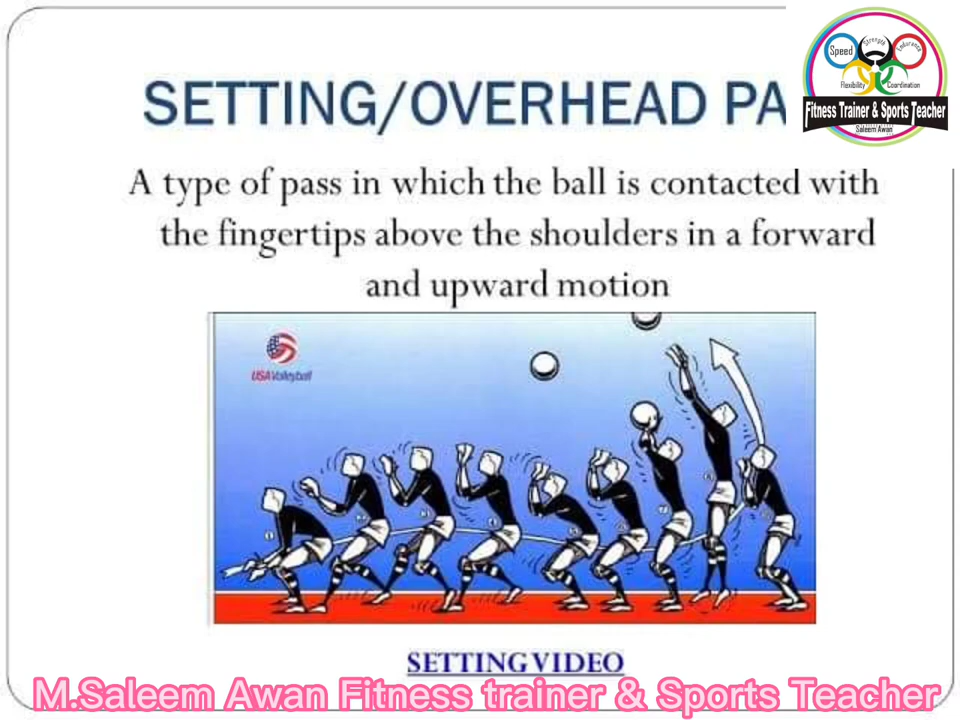 SETTING/OVERHEAD PA
Speed
Strength
Endurance
Flexibility
Coordination
Fitness Trainer & Sports Teacher
Saleem Awan
A type of pass in which the ball is contacted with
the fingertips above the shoulders in a forward
and upward motion
USA Volleyball
SETTING VIDEO
M.Saleem Awan Fitness trainer & Sports Teacher